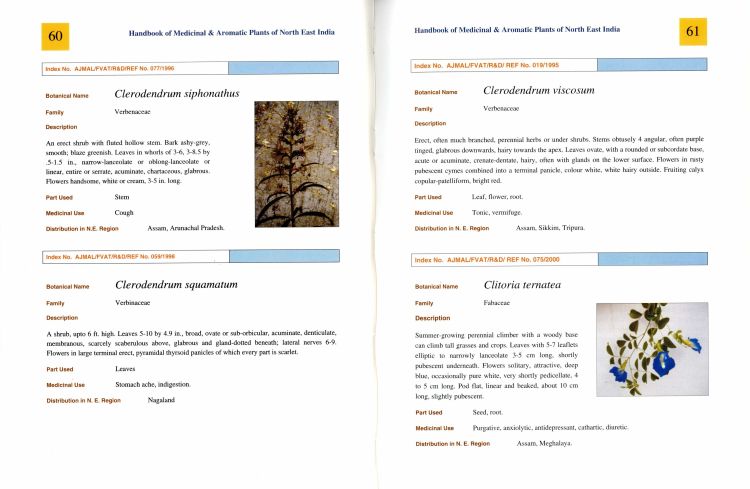 60
Handbook of Medicinal & Aromatic Plants of North East India
Index No. AJMAL/FVAT/R&D/REF No. 077/1996
Botanical Name Clerodendrum siphonathus
Family Verbenaceae
Description
An erect shrub with fluted hollow stem. Bark ashy-grey,
smooth; blaze greenish. Leaves in whorls of 3-6, 3-8.5 by
.5-1.5 in., narrow-lanceolate or oblong-lanceolate or
linear, entire or serrate, acuminate, chartaceous, glabrous.
Flowers handsome, white or cream, 3-5 in. long.
Part Used Stem
Medicinal Use Cough
Distribution in N.E. Region Assam, Arunachal Pradesh.
Index No. AJMAL/FVAT/R&D/REF No. 059/1996
Botanical Name Clerodendrum squamatum
Family Verbinaceae
Description
A shrub, upto 6 ft. high. Leaves 5-10 by 4.9 in., broad, ovate or sub-orbicular, acuminate, denticulate,
membranous, scarcely scaberulous above, glabrous and gland-dotted beneath; lateral nerves 6-9.
Flowers in large terminal erect, pyramidal thyrsoid panicles of which every part is scarlet.
Part Used Leaves
Medicinal Use Stomach ache, indigestion.
Distribution in N. E. Region Nagaland
Handbook of Medicinal & Aromatic Plants of North East India
61
Index No. AJMAL/FVAT/R&D/ REF No. 019/1995
Botanical Name Clerodendrum viscosum
Family Verbenaceae
Description
Erect, often much branched, perennial herbs or under shrubs. Stems obtusely 4 angular, often purple
tinged, glabrous downwards, hairy towards the apex. Leaves ovate, with a rounded or subcordate base,
acute or acuminate, crenate-dentate, hairy, often with glands on the lower surface. Flowers in rusty
pubescent cymes combined into a terminal panicle, colour white, white hairy outside. Fruiting calyx
copular-patelliform, bright red.
Part Used Leaf, flower, root.
Medicinal Use Tonic, vermifuge.
Distribution in N. E. Region Assam, Sikkim, Tripura.
Index No. AJMAL/FVAT/R&D/ REF No. 075/2000
Botanical Name Clitoria ternatea
Family Fabaceae
Description
Summer-growing perennial climber with a woody base
can climb tall grasses and crops. Leaves with 5-7 leaflets
elliptic to narrowly lanceolate 3-5 cm long, shortly
pubescent underneath. Flowers solitary, attractive, deep
blue, occasionally pure white, very shortly pedicellate, 4
to 5 cm long. Pod flat, linear and beaked, about 10 cm
long, slightly pubescent.
Part Used Seed, root.
Medicinal Use Purgative, anxiolytic, antidepressant, cathartic, diuretic.
Distribution in N. E. Region Assam, Meghalaya.